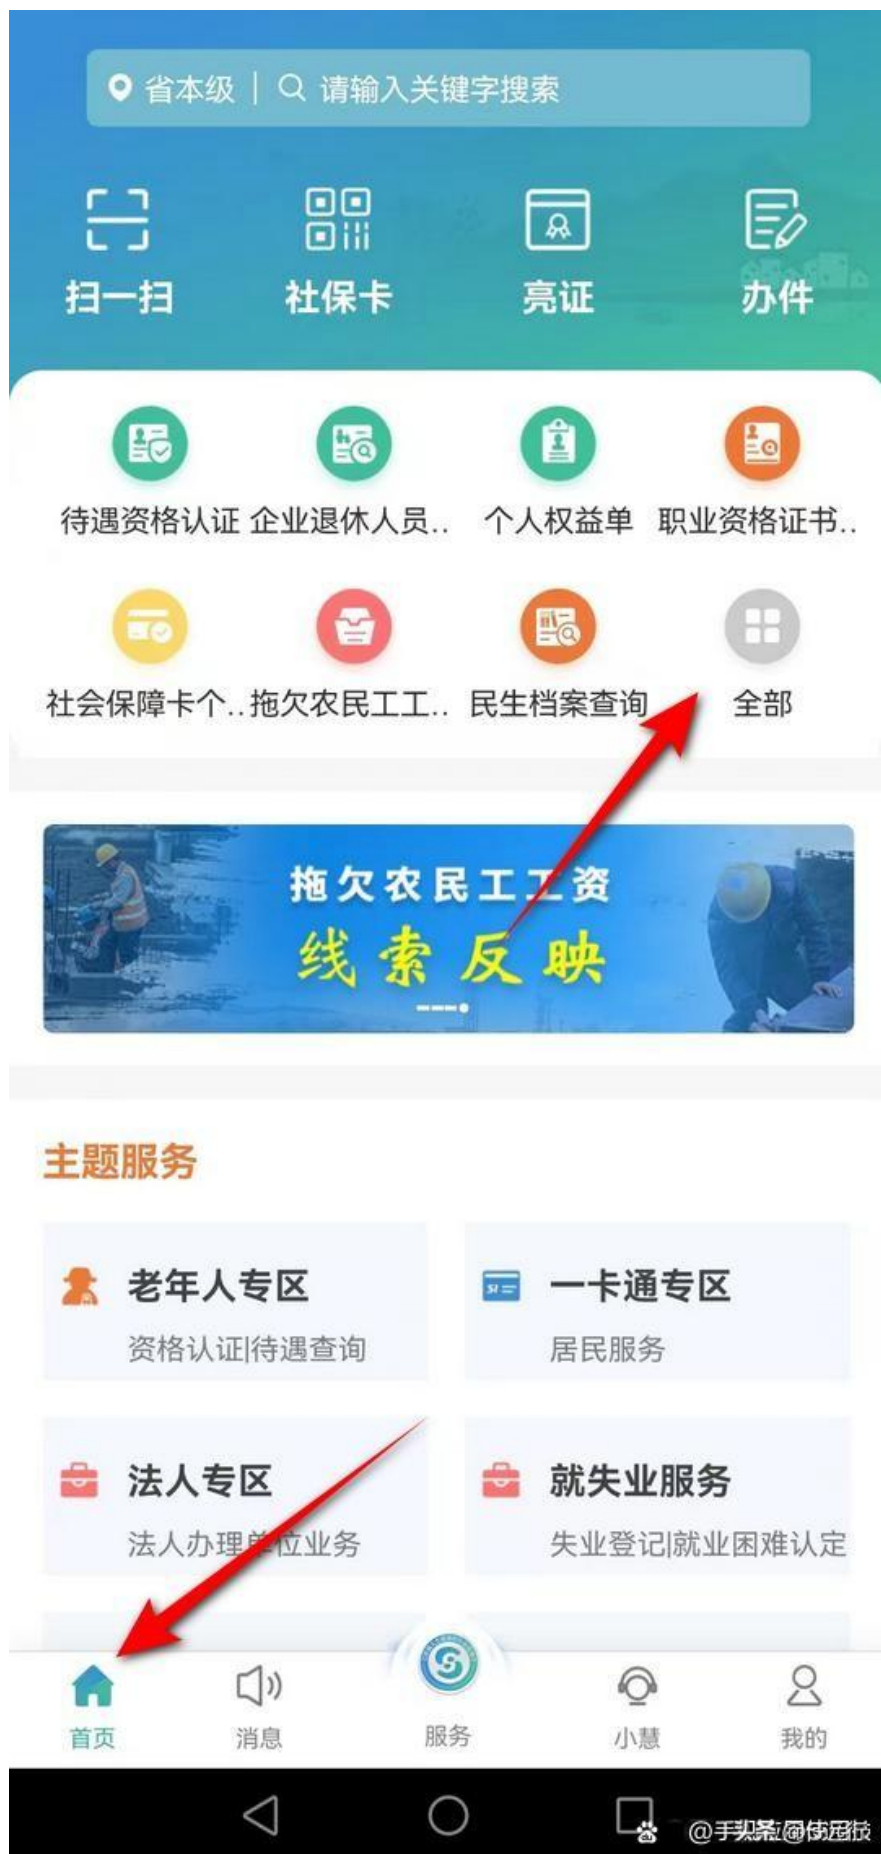 省本级 | 请输入关键字搜索
扫一扫 社保卡 亮证 办件
待遇资格认证 企业退休人员.. 个人权益单 职业资格证书..
社会保障卡个.. 拖欠农民工工.. 民生档案查询 全部
拖欠农民工工资
线索反映
主题服务
老年人专区 一卡通专区
资格认证|待遇查询 居民服务
法人专区 就失业服务
法人办理单位业务 失业登记|就业困难认定
首页 消息 服务 小慧 我的